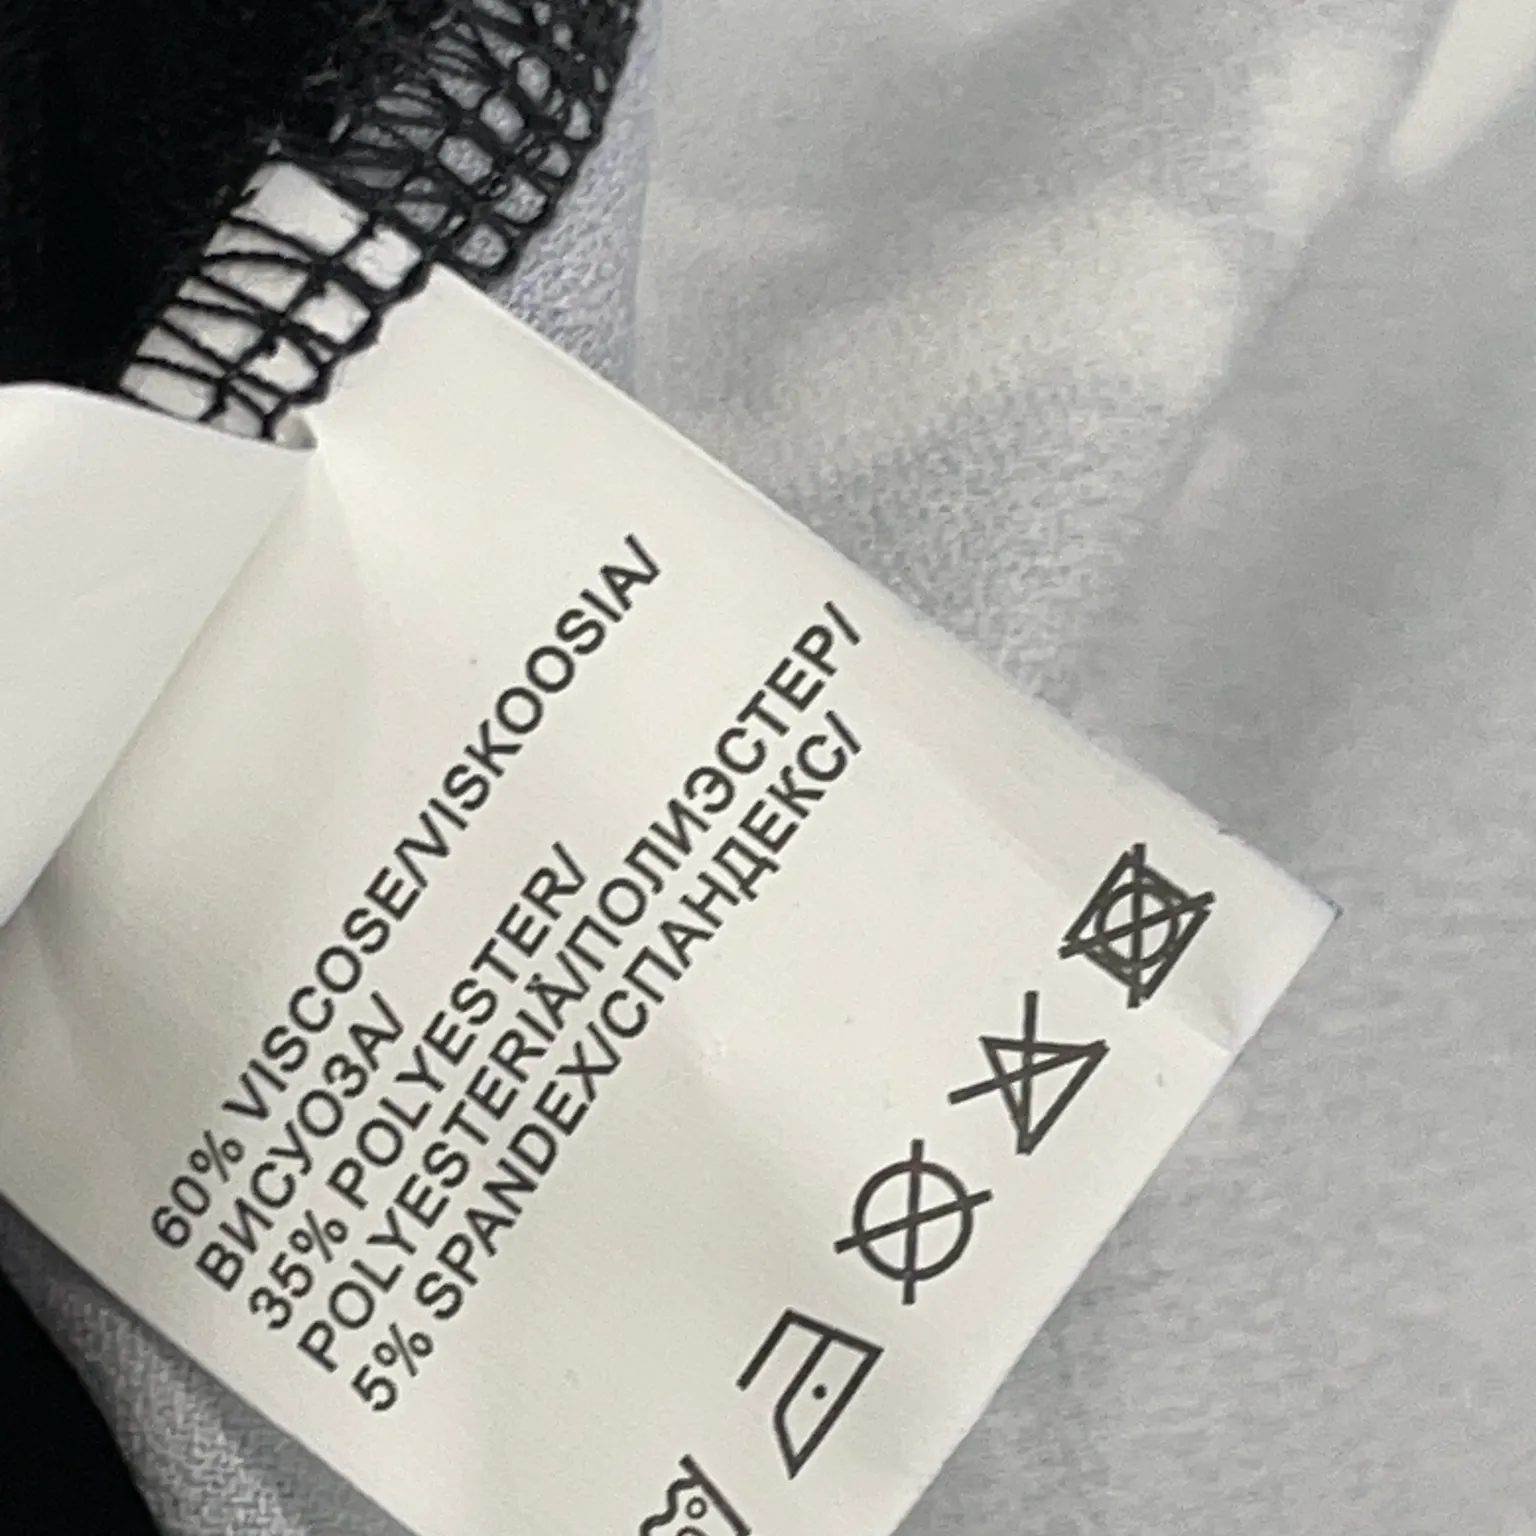 60% VISCOSE/VISKOOSIA/
ВИСУОЗА/
35% POLYESTER/
POLYESTERIÄ/ПОЛИЭСТЕР/
5% SPANDEX/СПАНДЕКС/